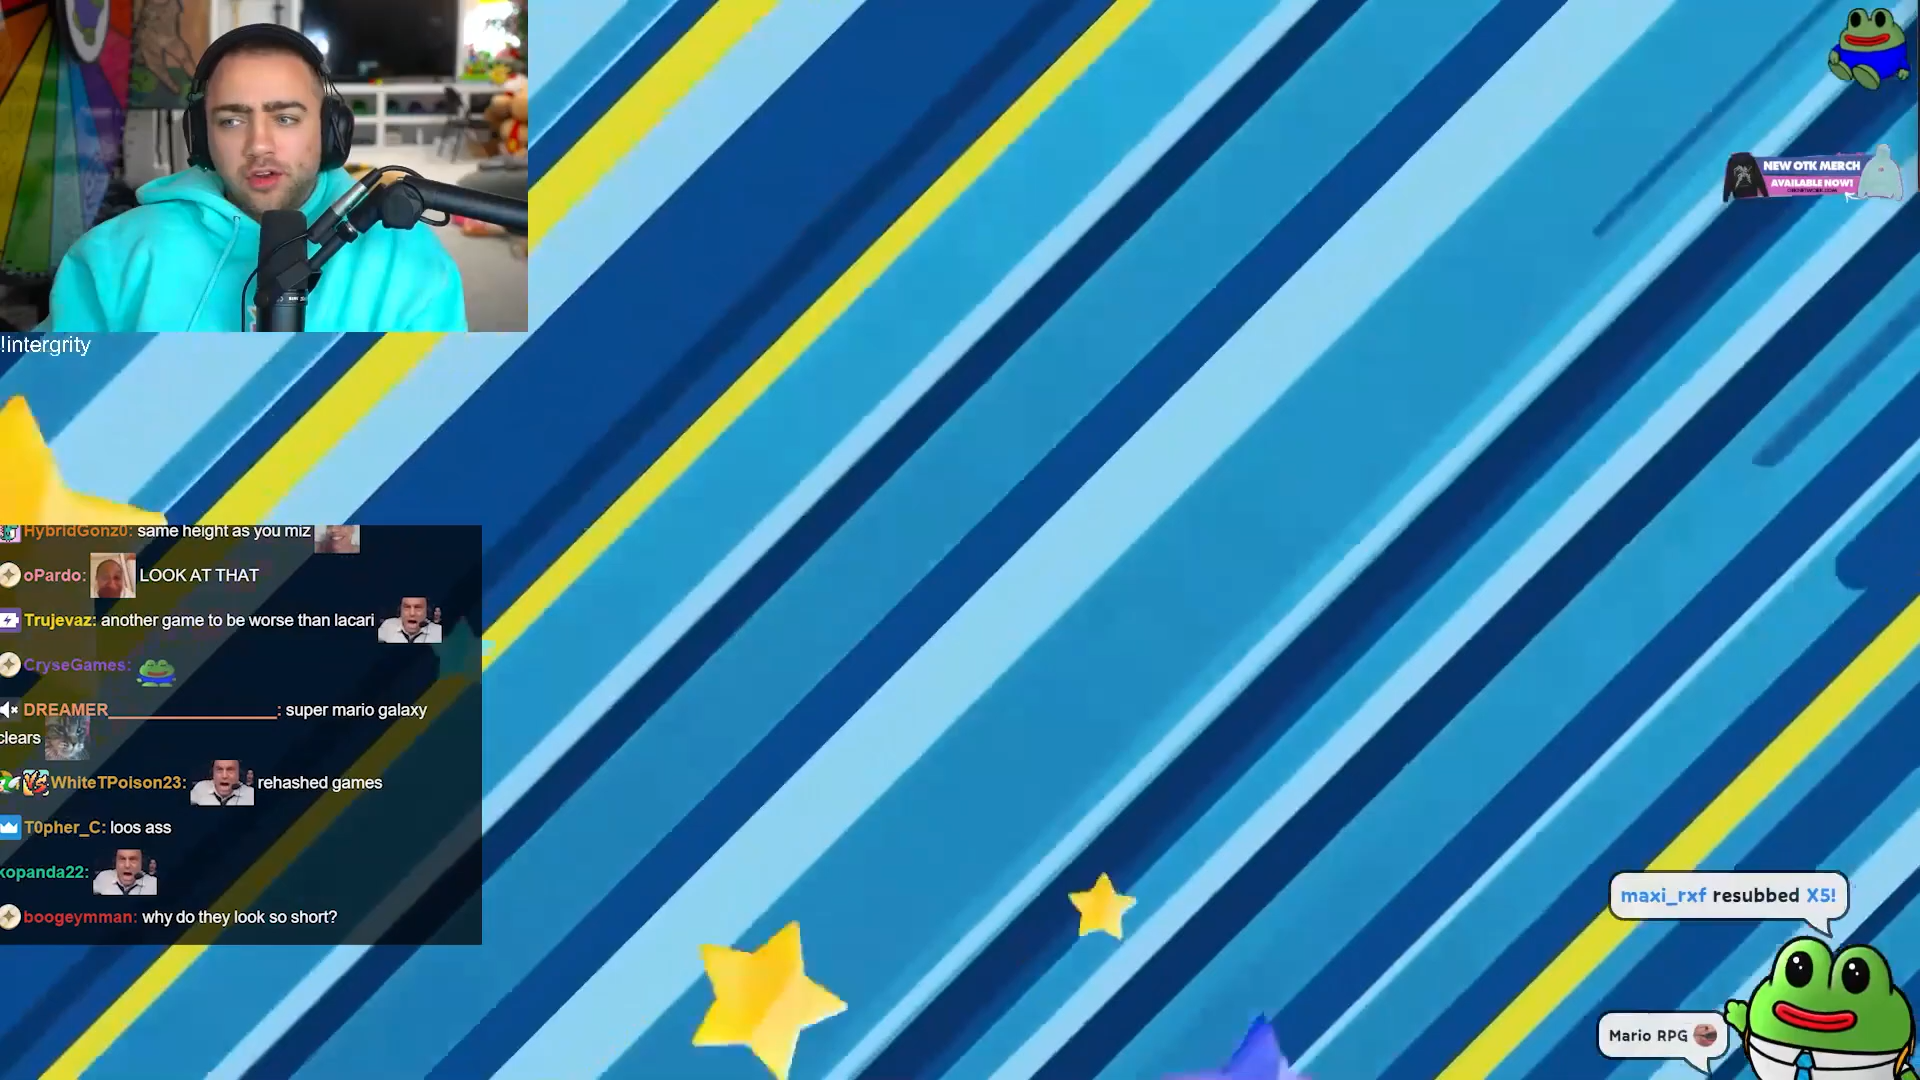 !intergrity
HybridGonz0: same height as you miz
oPardo: LOOK AT THAT
Trujevaz: another game to be worse than lacari
CryseGames:
DREAMER___________________: super mario galaxy
clears
WhiteTPoison23: rehashed games
T0pher_C: loos ass
kopanda22:
boogeymman: why do they look so short?
NEW OTK MERCH
AVAILABLE NOW!
maxi_rxf resubbed X5!
Mario RPG